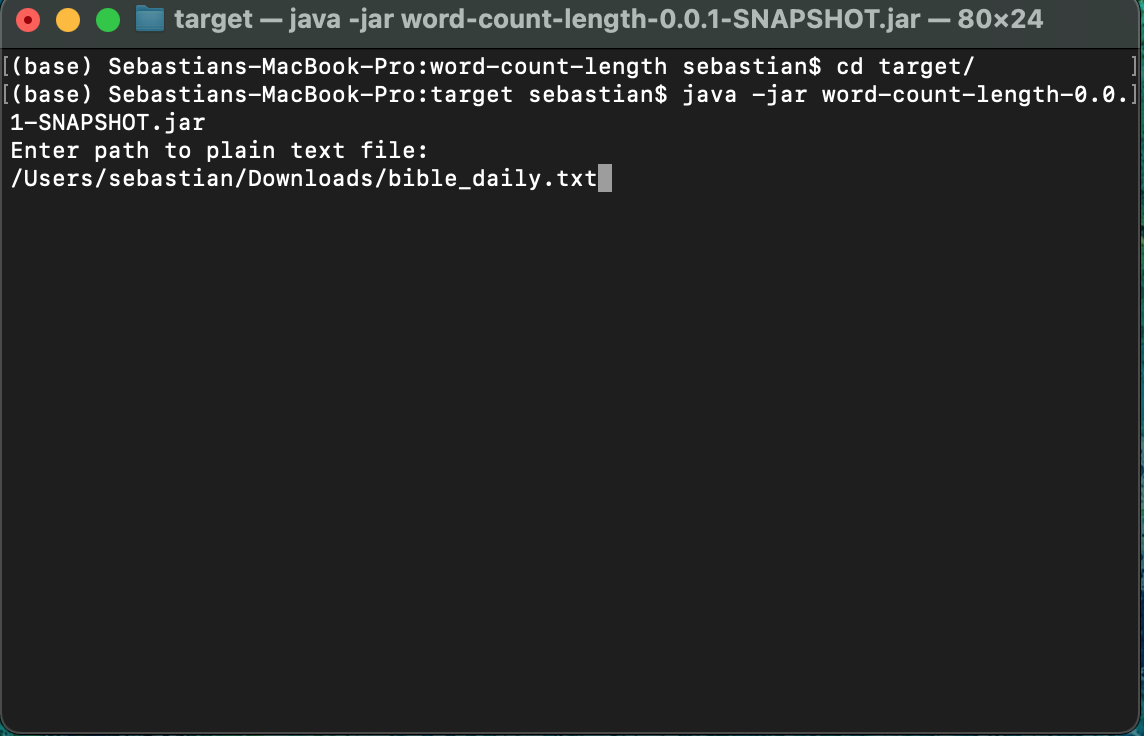 target — java -jar word-count-length-0.0.1-SNAPSHOT.jar — 80×24
[(base) Sebastians-MacBook-Pro:word-count-length sebastian$ cd target/ ]
[(base) Sebastians-MacBook-Pro:target sebastian$ java -jar word-count-length-0.0.]
1-SNAPSHOT.jar
Enter path to plain text file:
/Users/sebastian/Downloads/bible_daily.txt